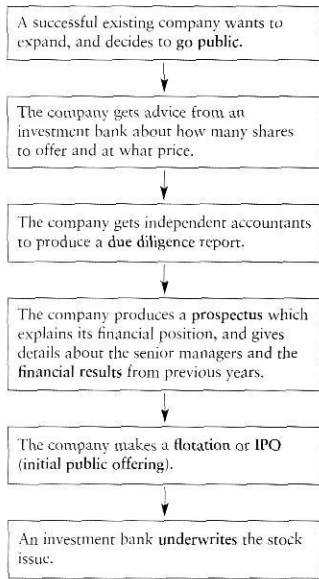 A successful existing company wants to
expand, and decides to go public.
The company gets advice from an
investment bank about how many shares
to offer and at what price.
The company gets independent accountants
to produce a due diligence report.
The company produces a prospectus which
explains its financial position, and gives
details about the senior managers and the
financial results from previous years.
The company makes a flotation or IPO
(initial public offering).
An investment bank underwrites the stock
issue.